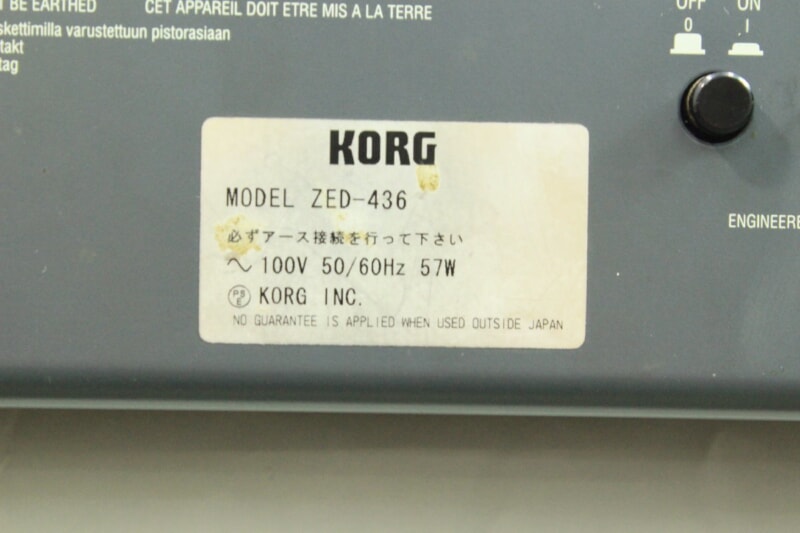 BE EARTHED
CET APPAREIL DOIT ETRE MIS A LA TERRE
skettimilla varustettuun pistorasiaan
takt
tag
OFF ON
0 I
KORG
MODEL ZED-436
必ずアース接続を行って下さい
～ 100V 50/60Hz 57W
KORG INC.
NO GUARANTEE IS APPLIED WHEN USED OUTSIDE JAPAN
ENGINEERE